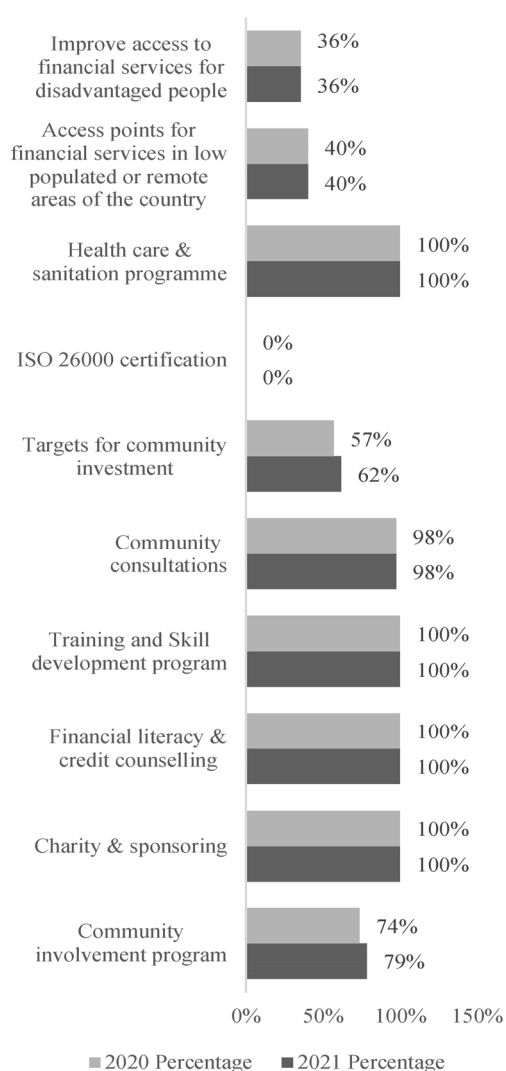 Improve access to
financial services for
disadvantaged people
36%
36%
Access points for
financial services in low
populated or remote
areas of the country
40%
40%
Health care &
sanitation programme
100%
100%
ISO 26000 certification
0%
0%
Targets for community
investment
57%
62%
Community
consultations
98%
98%
Training and Skill
development program
100%
100%
Financial literacy &
credit counselling
100%
100%
Charity & sponsoring
100%
100%
Community
involvement program
74%
79%
0% 50% 100% 150%
2020 Percentage 2021 Percentage